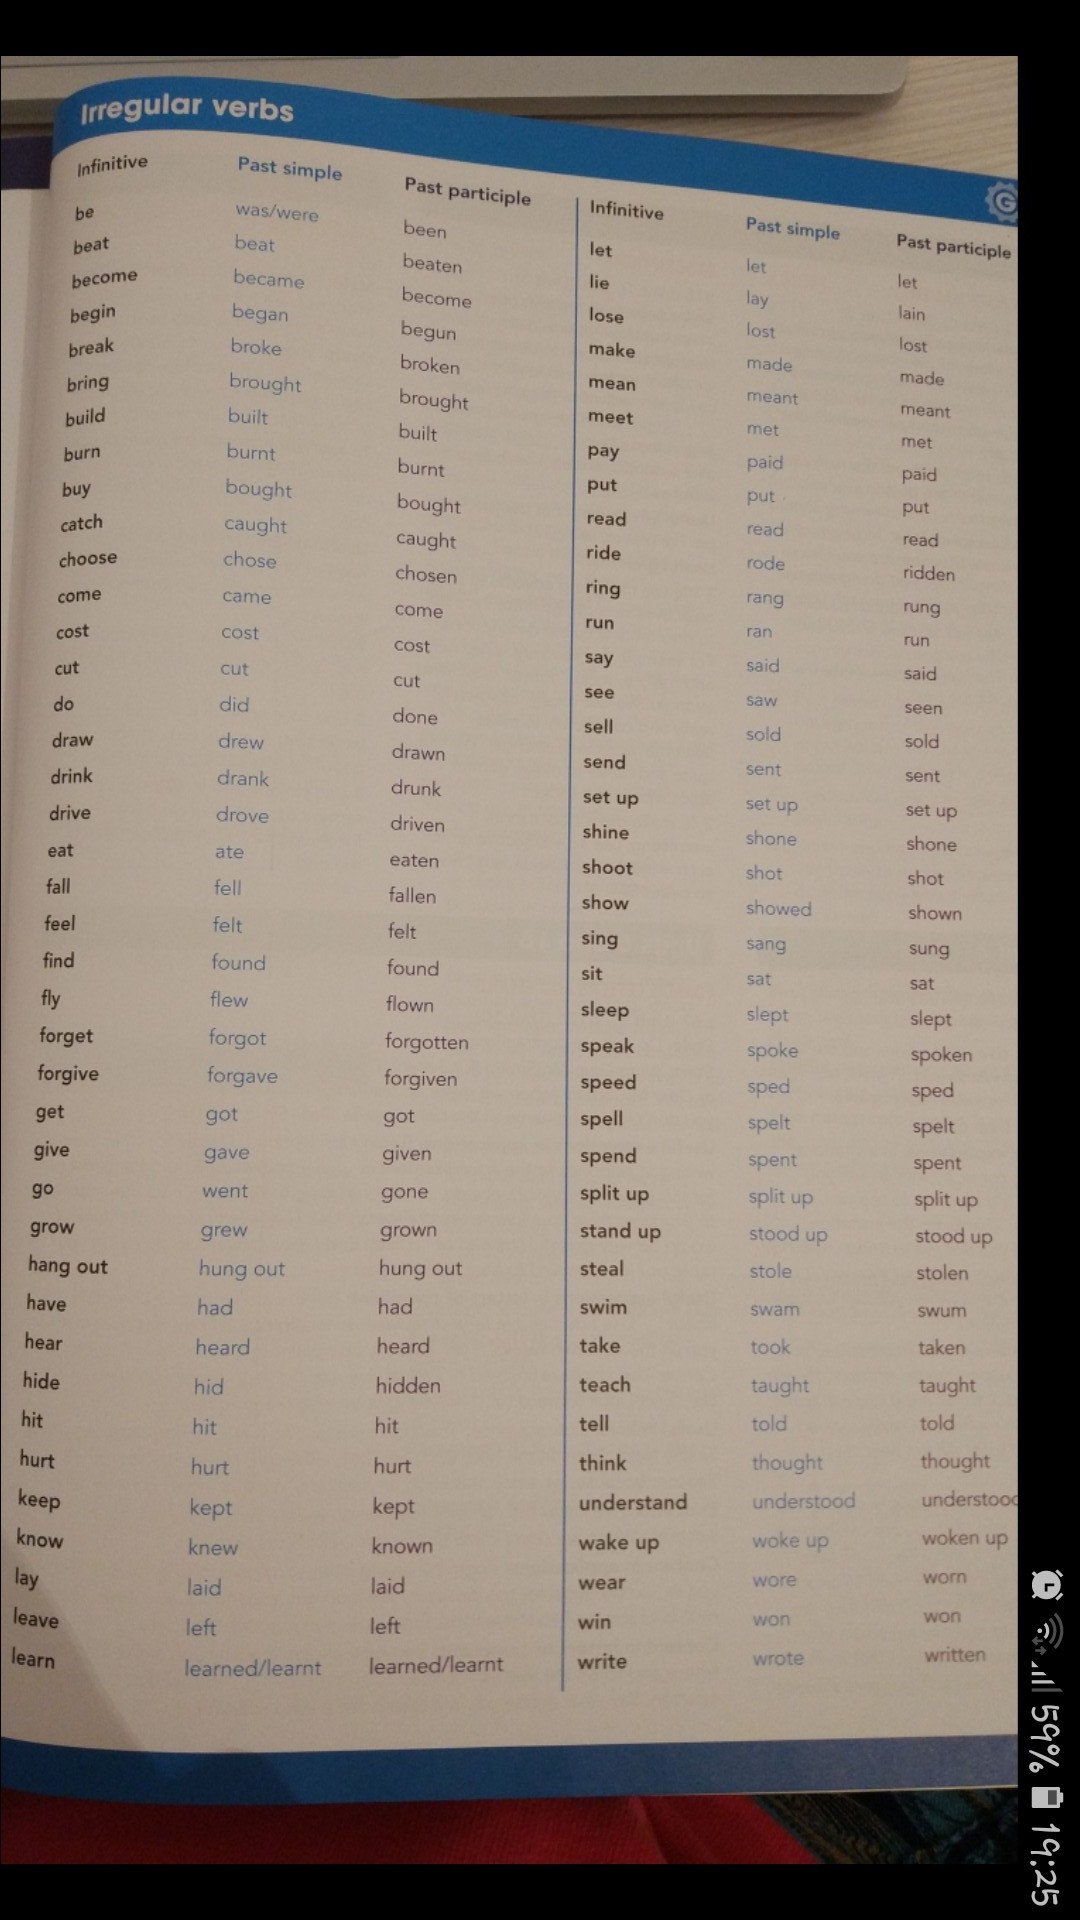 Irregular verbs
G
Infinitive Past simple Past participle
be was/were been
beat beat beaten
become became become
begin began begun
break broke broken
bring brought brought
build built built
burn burnt burnt
buy bought bought
catch caught caught
choose chose chosen
come came come
cost cost cost
cut cut cut
do did done
draw drew drawn
drink drank drunk
drive drove driven
eat ate eaten
fall fell fallen
feel felt felt
find found found
fly flew flown
forget forgot forgotten
forgive forgave forgiven
get got got
give gave given
go went gone
grow grew grown
hang out hung out hung out
have had had
hear heard heard
hide hid hidden
hit hit hit
hurt hurt hurt
keep kept kept
know knew known
lay laid laid
leave left left
learn learned/learnt learned/learnt
Infinitive Past simple Past participle
let let let
lie lay lain
lose lost lost
make made made
mean meant meant
meet met met
pay paid paid
put put put
read read read
ride rode ridden
ring rang rung
run ran run
say said said
see saw seen
sell sold sold
send sent sent
set up set up set up
shine shone shone
shoot shot shot
show showed shown
sing sang sung
sit sat sat
sleep slept slept
speak spoke spoken
speed sped sped
spell spelt spelt
spend spent spent
split up split up split up
stand up stood up stood up
steal stole stolen
swim swam swum
take took taken
teach taught taught
tell told told
think thought thought
understand understood understood
wake up woke up woken up
wear wore worn
win won won
write wrote written
59% 19:25